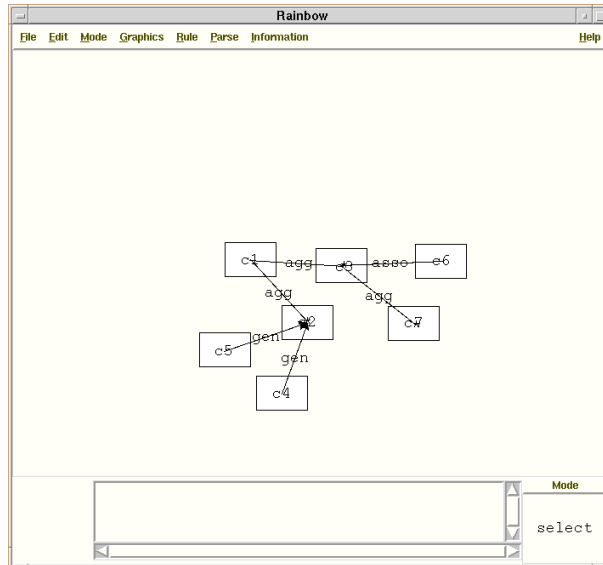 Rainbow
File Edit Mode Graphics Rule Parse Information Help
c1 agg c3 asso c6
agg agg
c2 c7
c5 gen
gen
c4
Mode
select